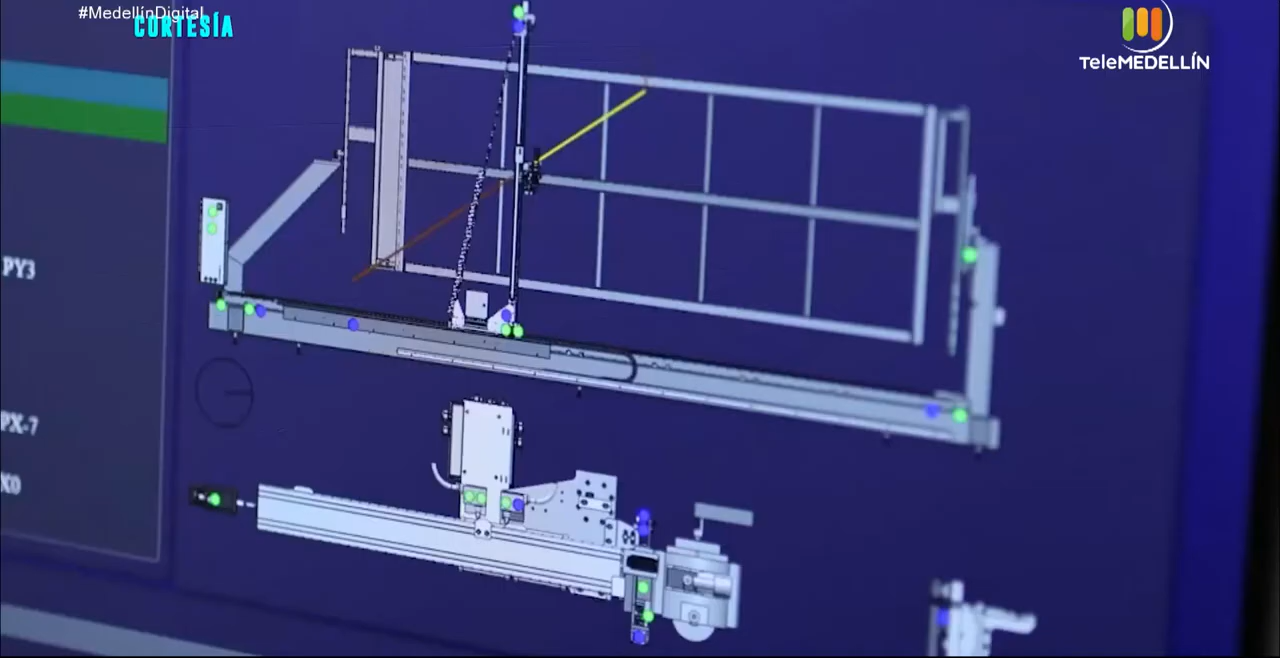 #MedellínDigital
CORTESÍA
TeleMEDELLÍN
PY3
PX-7
X0